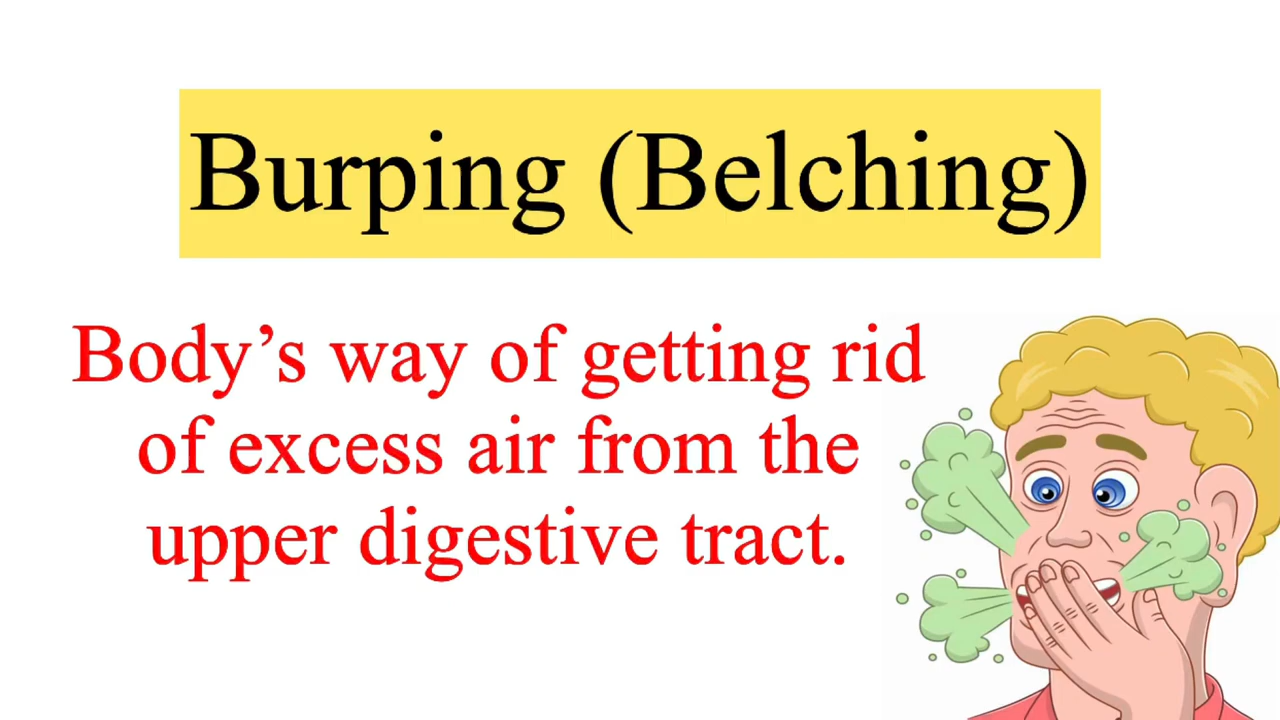 Burping (Belching)
Body’s way of getting rid
of excess air from the
upper digestive tract.